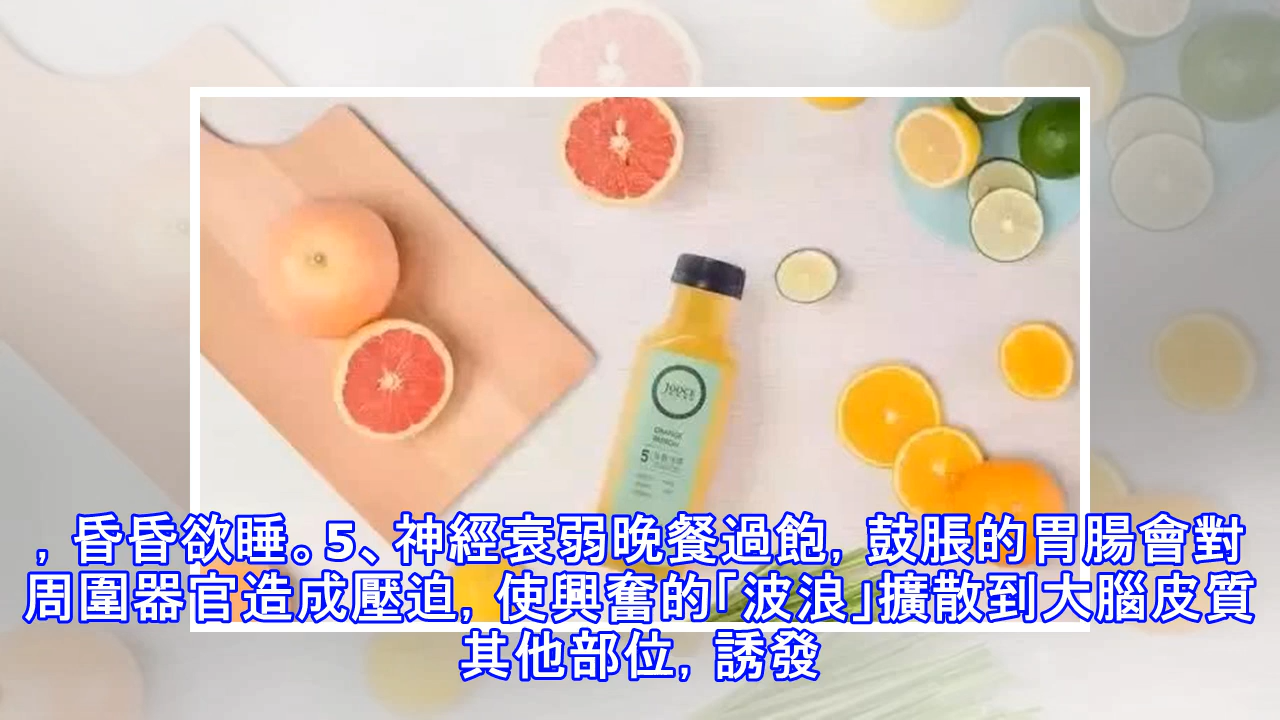 JOOSE
5
，昏昏欲睡。5、神經衰弱晚餐過飽，鼓脹的胃腸會對
周圍器官造成壓迫，使興奮的「波浪」擴散到大腦皮質
其他部位，誘發